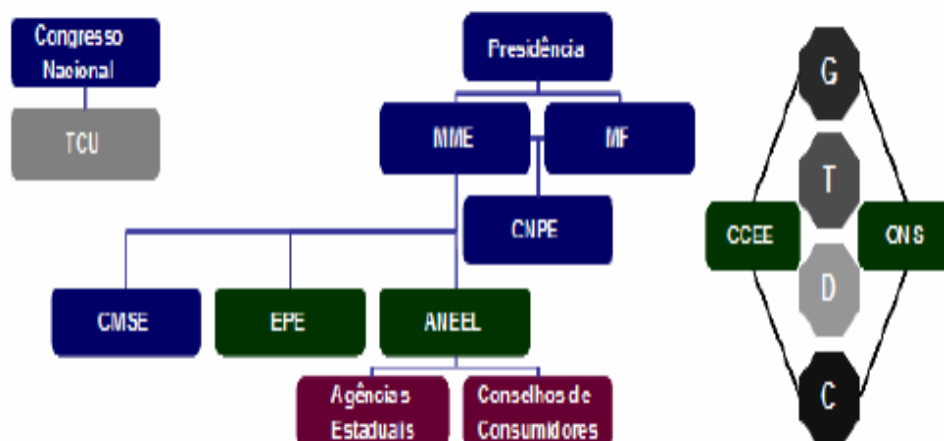 Congresso
Nacional
TCU
Presidência
MME
MF
CNPE
CMSE
EPE
ANEEL
Agências
Estaduais
Conselhos de
Consumidores
G
T
CCEE
ONS
D
C